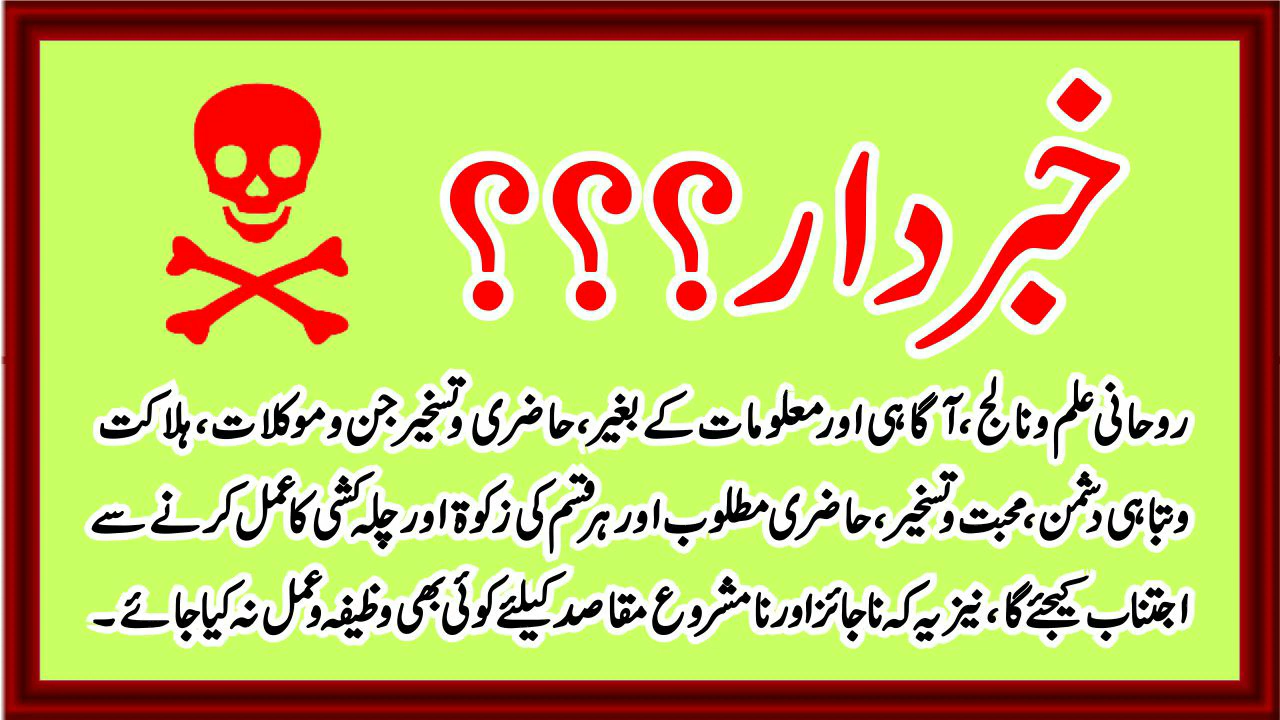 خبردار؟؟؟
روحانی علم و نالج، آگاہی اور معلومات کے بغیر، حاضری و تسخیر جن و موکلات، ہلاکت
و تباہی دشمن، محبت و تسخیر، حاضری مطلوب اور ہر قسم کی زکوۃ اور چلہ کشی کا عمل کرنے سے
اجتناب کیجئے گا، نیز یہ کہ ناجائز اور نامشروع مقاصد کیلئے کوئی بھی وظیفہ و عمل نہ کیا جائے۔